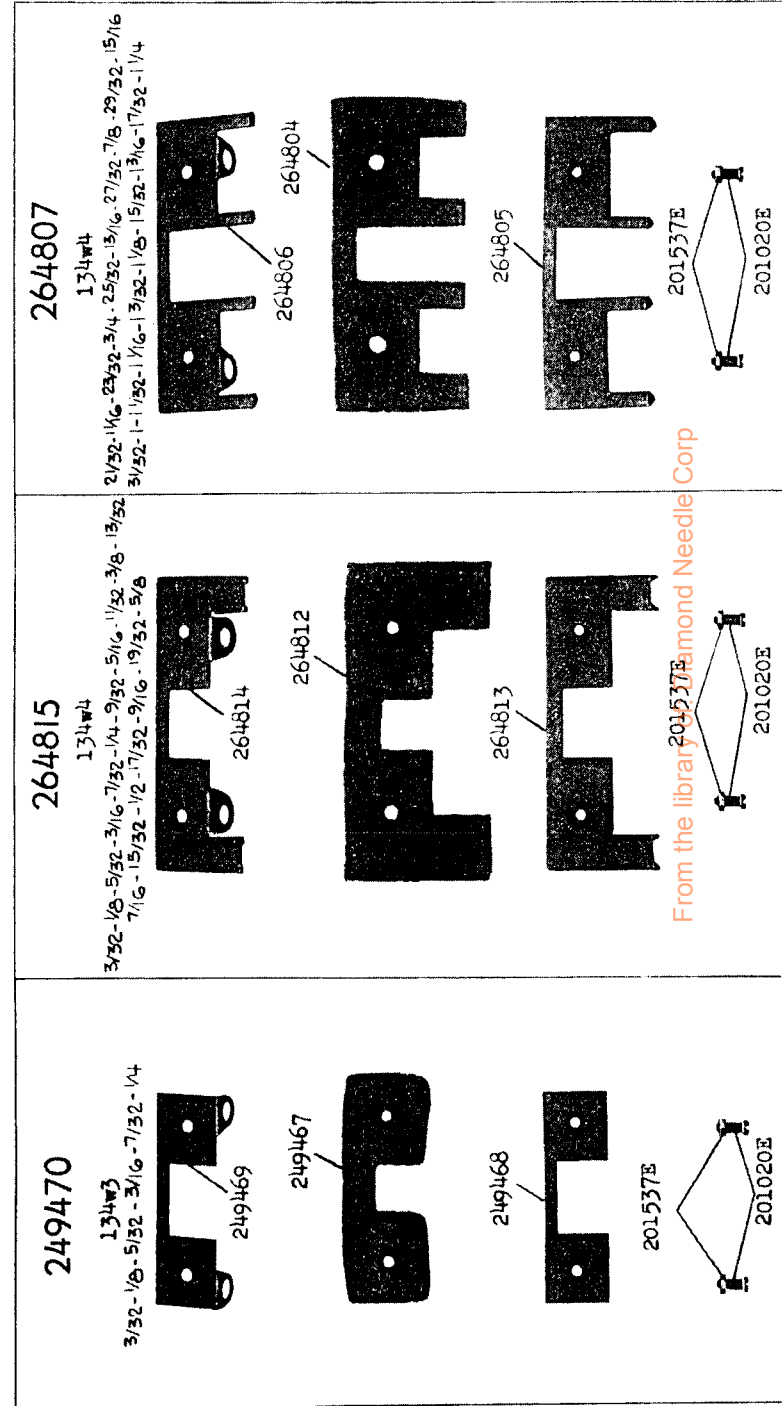 249470
134w3
3/32-1/8-5/32-3/16-7/32-1/4
249469
249467
249468
201537E
201020E
264815
134w4
3/32-1/8-5/32-3/16-7/32-1/4-9/32-5/16-11/32-3/8-13/32
7/16-15/32-1/2-17/32-9/16-19/32-5/8
264814
264812
264813
201537E
201020E
264807
134w4
21/32-11/16-23/32-3/4-25/32-13/16-27/32-7/8-29/32-15/16
31/32-1-1 1/32-1 1/16-1 3/32-1 1/8-1 5/32-1 3/16-1 7/32-1 1/4
264806
264804
264805
201537E
201020E
From the library of: Diamond Needle Corp